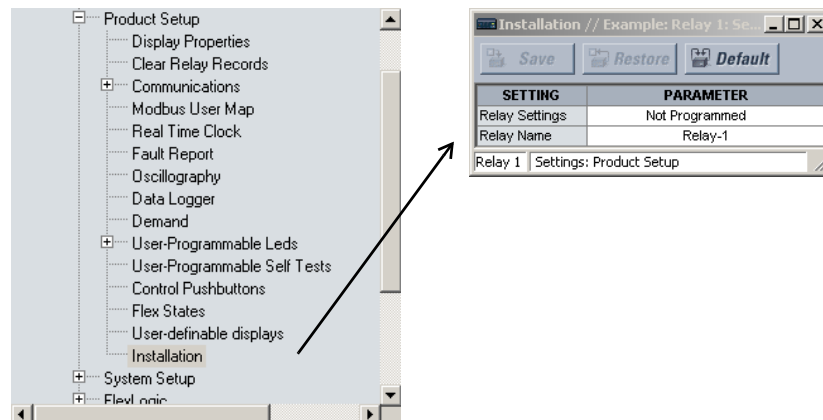 Product Setup
Display Properties
Clear Relay Records
Communications
Modbus User Map
Real Time Clock
Fault Report
Oscillography
Data Logger
Demand
User-Programmable Leds
User-Programmable Self Tests
Control Pushbuttons
Flex States
User-definable displays
Installation
System Setup
FlexLogic
Installation // Example: Relay 1: Se...
Save Restore Default
SETTING PARAMETER
Relay Settings Not Programmed
Relay Name Relay-1
Relay 1 Settings: Product Setup